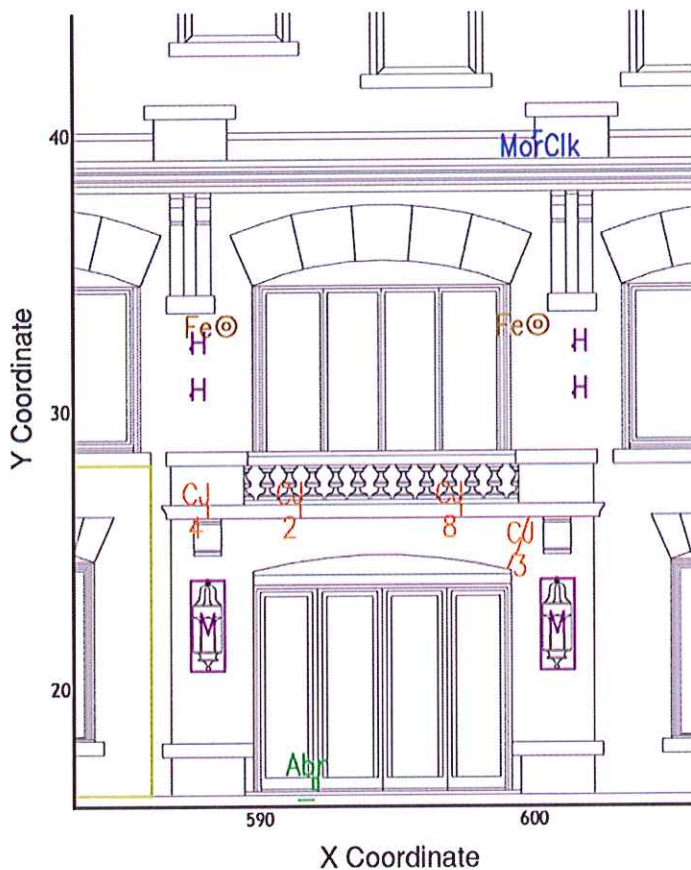 40
MorClk
Fe Fe
H H
Y Coordinate
30
H H
CJ CJ CJ
4 2 8
CJ
3
M M
20
Abr
590 600
X Coordinate